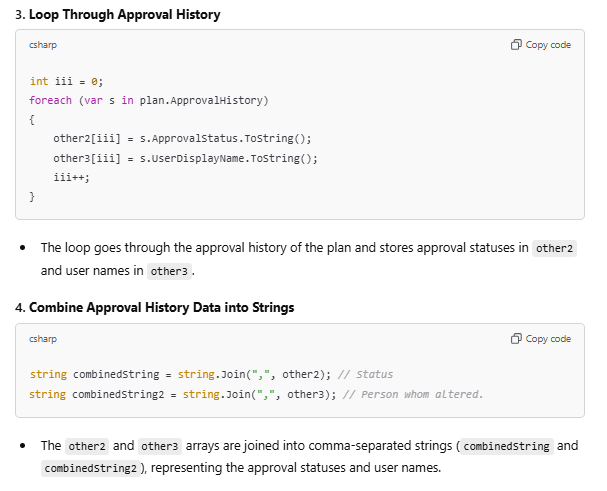 3. Loop Through Approval History
csharp
Copy code
int iii = 0;
foreach (var s in plan.ApprovalHistory)
{
    other2[iii] = s.ApprovalStatus.ToString();
    other3[iii] = s.UserDisplayName.ToString();
    iii++;
}
• The loop goes through the approval history of the plan and stores approval statuses in other2
and user names in other3.
4. Combine Approval History Data into Strings
csharp
Copy code
string combinedString = string.Join(",", other2); // Status
string combinedString2 = string.Join(",", other3); // Person whom altered.
• The other2 and other3 arrays are joined into comma-separated strings (combinedString and
combinedString2), representing the approval statuses and user names.